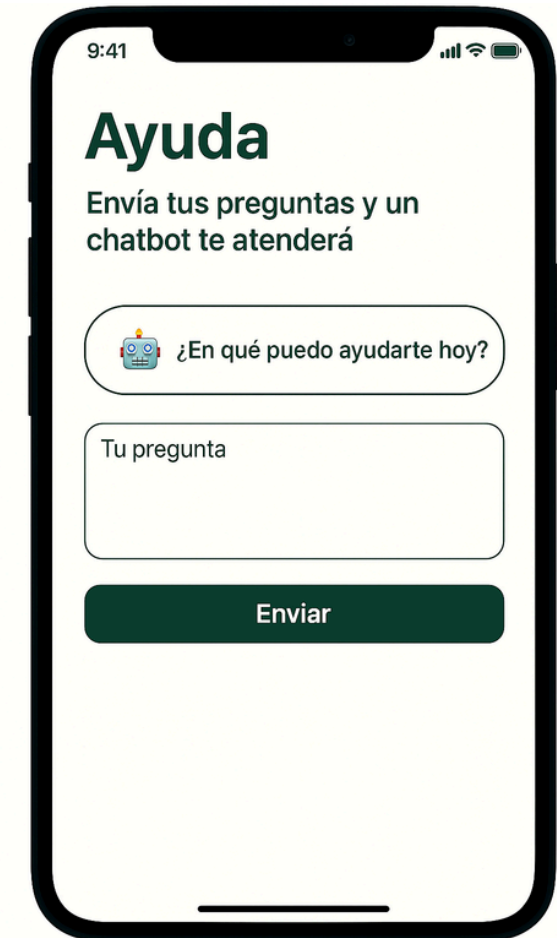 9:41
Ayuda
Envía tus preguntas y un
chatbot te atenderá
¿En qué puedo ayudarte hoy?
Tu pregunta
Enviar